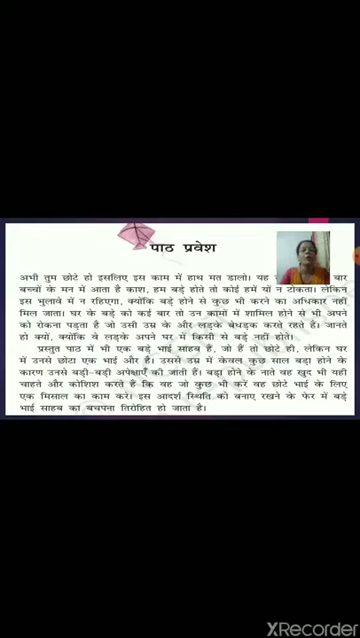 पाठ प्रवेश
अभी तुम छोटे हो इसलिए इस काम में हाथ मत डालो। यह बार
बच्चों के मन में आता है काश, हम बड़े होते तो कोई हमें यों न टोकता। लेकिन
इस भुलावे में न रहिएगा, क्योंकि बड़े होने से कुछ भी करने का अधिकार नहीं
मिल जाता। घर के बड़े को कई बार तो उन कामों में शामिल होने से भी अपने
को रोकना पड़ता है जो उसी उम्र के और लड़के बेधड़क करते रहते हैं। जानते
हो क्यों, क्योंकि वे लड़के अपने घर में किसी से बड़े नहीं होते।
प्रस्तुत पाठ में भी एक बड़े भाई साहब हैं, जो हैं तो छोटे ही, लेकिन घर
में उनसे छोटा एक भाई और है। उससे उम्र में केवल कुछ साल बड़ा होने के
कारण उनसे बड़ी-बड़ी अपेक्षाएँ की जाती हैं। बड़ा होने के नाते वह खुद भी यही
चाहते और कोशिश करते हैं कि वह जो कुछ भी करें वह छोटे भाई के लिए
एक मिसाल का काम करे। इस आदर्श स्थिति को बनाए रखने के फेर में बड़े
भाई साहब का बचपना तिरोहित हो जाता है।
XRecorder